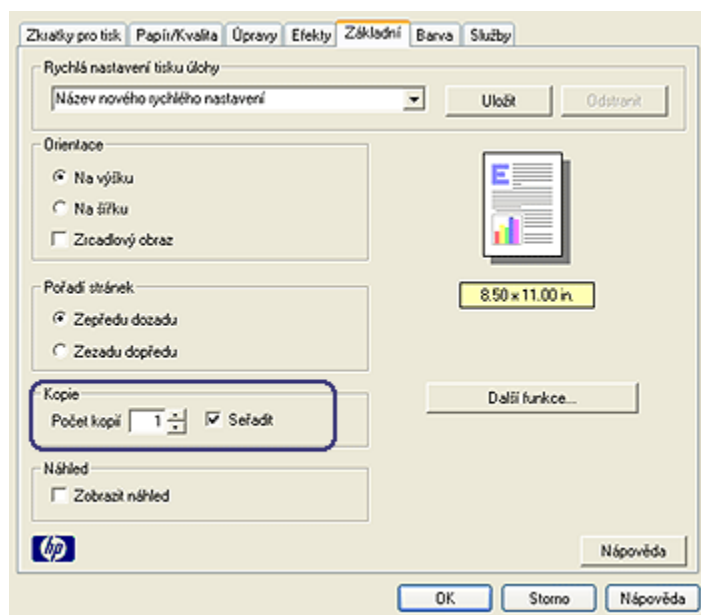 Zkratky pro tisk Papír/Kvalita Úpravy Efekty Základní Barva Služby
Rychlá nastavení tisku úlohy
Název nového rychlého nastavení Uložit Odstranit
Orientace
Na výšku
Na šířku
Zrcadlový obraz
8.50 × 11.00 in.
Pořadí stránek
Zepředu dozadu
Zezadu dopředu
Kopie
Počet kopií 1 Seřadit
Další funkce...
Náhled
Zobrazit náhled
hp
Nápověda
OK Storno Nápověda